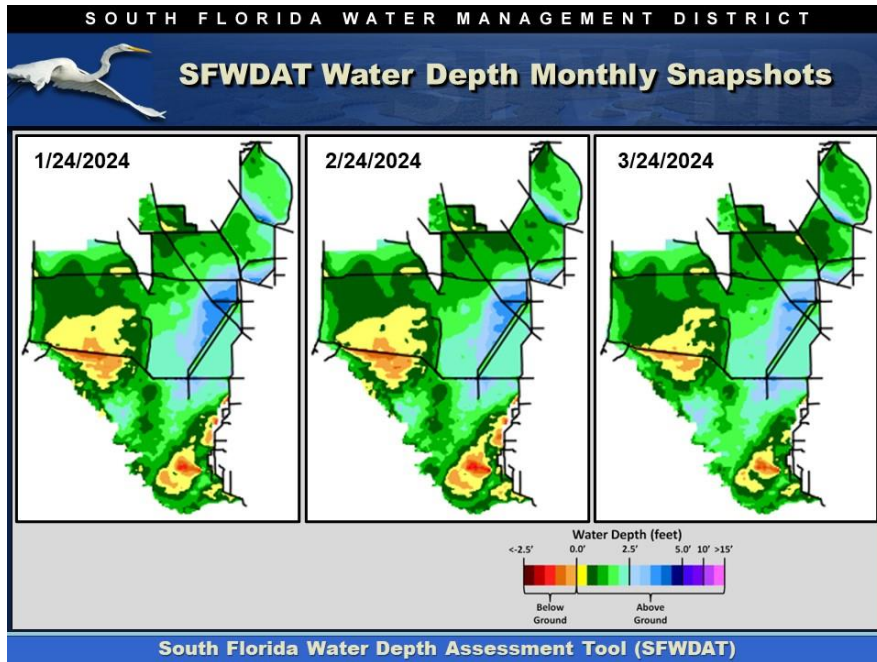 SOUTH FLORIDA WATER MANAGEMENT DISTRICT
SFWDAT Water Depth Monthly Snapshots
1/24/2024
2/24/2024
3/24/2024
Water Depth (feet)
<-2.5' 0.0' 2.5' 5.0' 10' >15'
Below Ground
Above Ground
South Florida Water Depth Assessment Tool (SFWDAT)